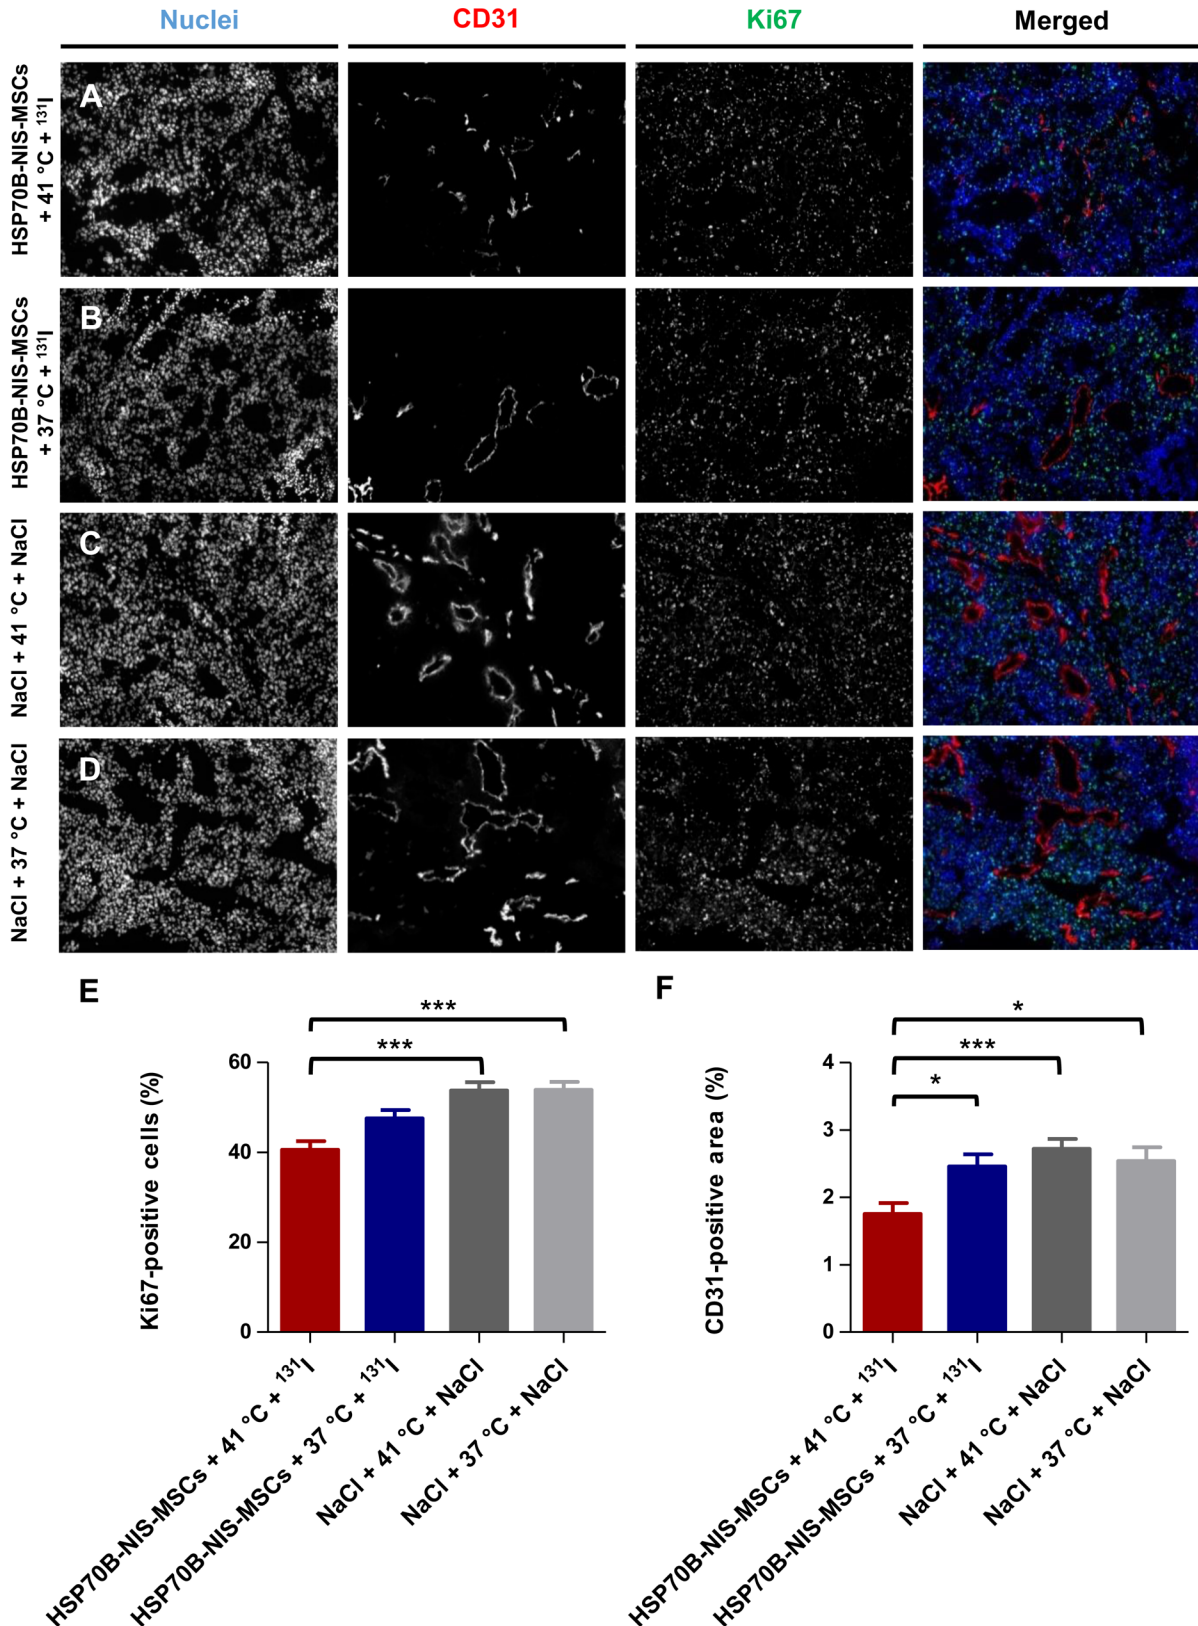 Nuclei CD31 Ki67 Merged
A
HSP70B-NIS-MSCs
+ 41 °C + ¹³¹I
B
HSP70B-NIS-MSCs
+ 37 °C + ¹³¹I
C
NaCl + 41 °C + NaCl
D
NaCl + 37 °C + NaCl
E
***
***
Ki67-positive cells (%)
60
40
20
0
HSP70B-NIS-MSCs + 41 °C + ¹³¹I
HSP70B-NIS-MSCs + 37 °C + ¹³¹I
NaCl + 41 °C + NaCl
NaCl + 37 °C + NaCl
F
*
***
*
CD31-positive area (%)
4
3
2
1
0
HSP70B-NIS-MSCs + 41 °C + ¹³¹I
HSP70B-NIS-MSCs + 37 °C + ¹³¹I
NaCl + 41 °C + NaCl
NaCl + 37 °C + NaCl